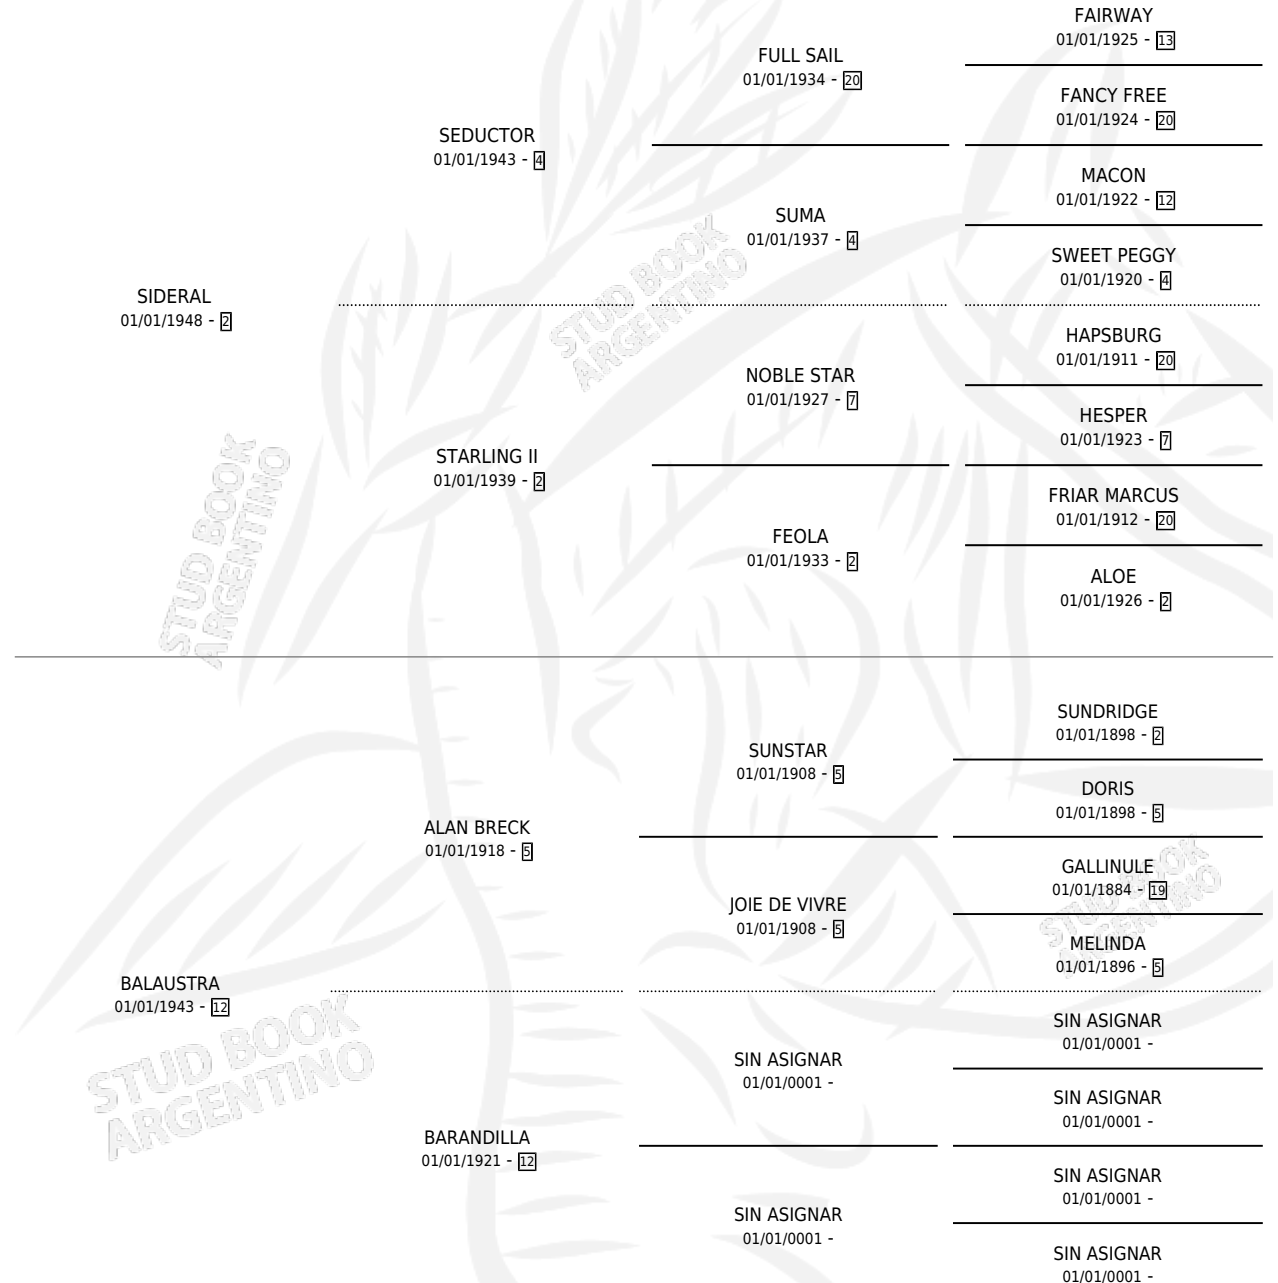 FAIRWAY
01/01/1925 - 13
FULL SAIL
01/01/1934 - 20
FANCY FREE
01/01/1924 - 20
SEDUCTOR
01/01/1943 - 4
MACON
01/01/1922 - 12
SUMA
01/01/1937 - 4
SWEET PEGGY
01/01/1920 - 4
SIDERAL
01/01/1948 - 2
HAPSBURG
01/01/1911 - 20
NOBLE STAR
01/01/1927 - 7
HESPER
01/01/1923 - 7
STARLING II
01/01/1939 - 2
FRIAR MARCUS
01/01/1912 - 20
FEOLA
01/01/1933 - 2
ALOE
01/01/1926 - 2
STUD BOOK
ARGENTINO
STUD BOOK
ARGENTINO
SUNDRIDGE
01/01/1898 - 2
SUNSTAR
01/01/1908 - 5
DORIS
01/01/1898 - 5
ALAN BRECK
01/01/1918 - 5
GALLINULE
01/01/1884 - 19
JOIE DE VIVRE
01/01/1908 - 5
MELINDA
01/01/1896 - 5
BALAUSTRA
01/01/1943 - 12
SIN ASIGNAR
01/01/0001 -
SIN ASIGNAR
01/01/0001 -
SIN ASIGNAR
01/01/0001 -
BARANDILLA
01/01/1921 - 12
SIN ASIGNAR
01/01/0001 -
SIN ASIGNAR
01/01/0001 -
SIN ASIGNAR
01/01/0001 -
STUD BOOK
ARGENTINO
STUD BOOK
ARGENTINO